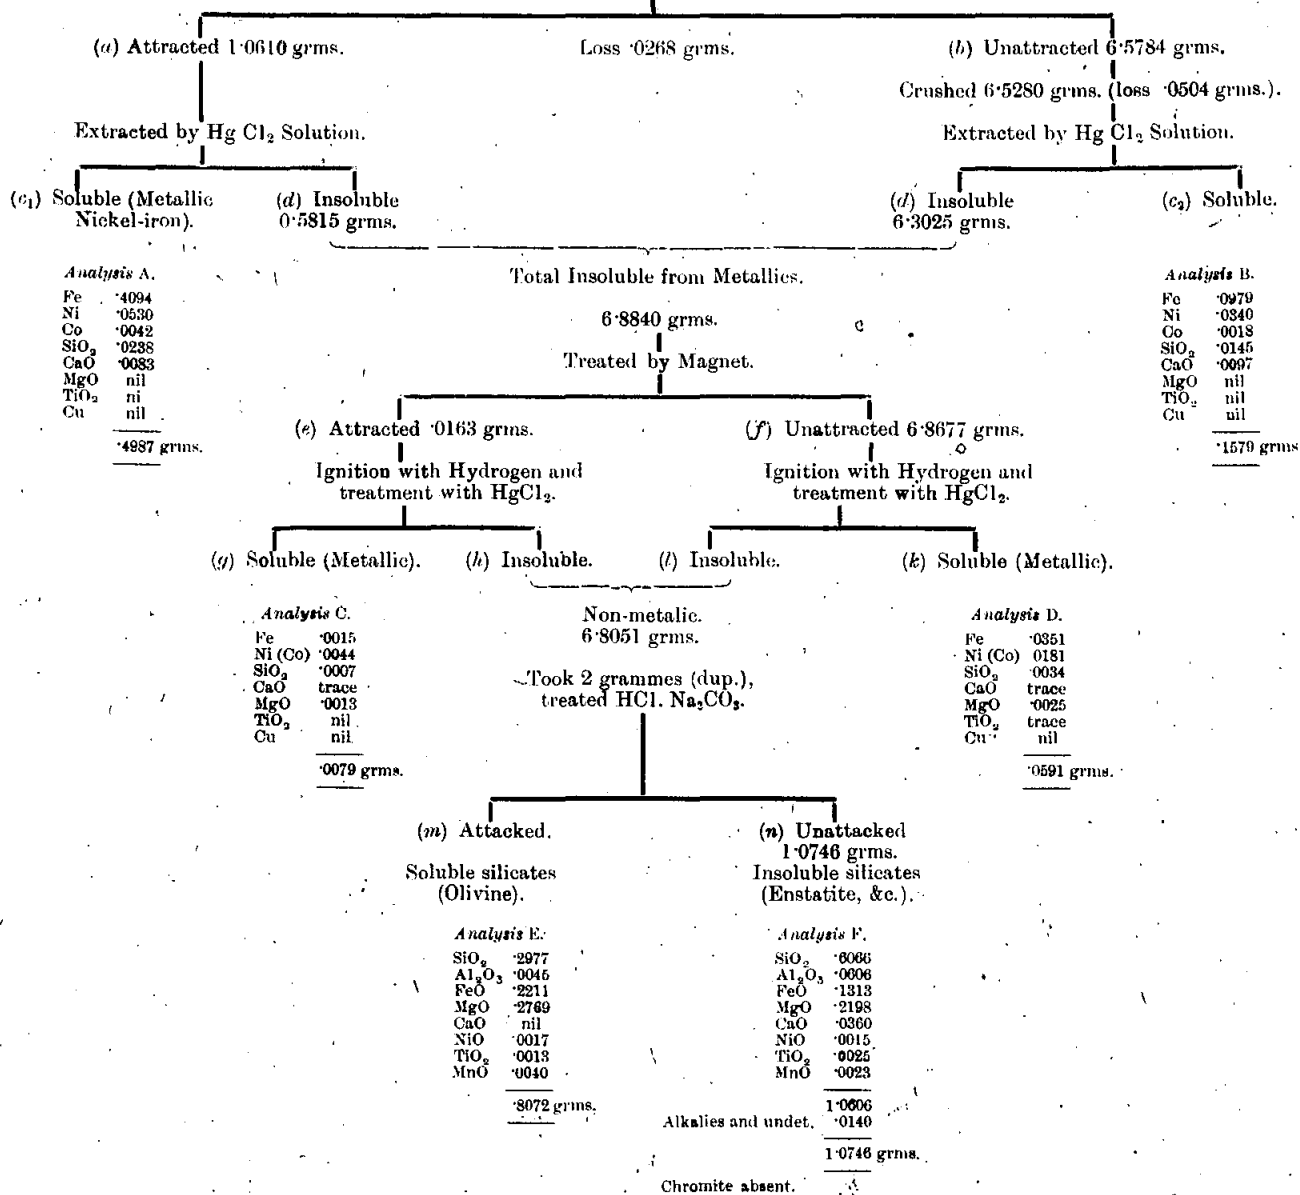 (a) Attracted 1·0610 grms.
Loss ·0268 grms.
(b) Unattracted 6·5784 grms.
Crushed 6·5280 grms. (loss ·0504 grms.).
Extracted by Hg Cl₂ Solution.
Extracted by Hg Cl₂ Solution.
(c₁) Soluble (Metallic
Nickel-iron).
(d) Insoluble
0·5815 grms.
(d) Insoluble
6·3025 grms.
(c₂) Soluble.
Analysis A.
Fe ·4094
Ni ·0530
Co ·0042
SiO₂ ·0238
CaO ·0083
MgO nil
TiO₂ ni
Cu nil
·4987 grms.
Total Insoluble from Metallics.
6·8840 grms.
Treated by Magnet.
Analysis B.
Fe ·0979
Ni ·0340
Co ·0018
SiO₂ ·0145
CaO ·0097
MgO nil
TiO₂ nil
Cu nil
·1579 grms
(e) Attracted ·0163 grms.
(f) Unattracted 6·8677 grms.
Ignition with Hydrogen and
treatment with HgCl₂.
Ignition with Hydrogen and
treatment with HgCl₂.
(g) Soluble (Metallic).
(h) Insoluble.
(l) Insoluble.
(k) Soluble (Metallic).
Analysis C.
Fe ·0015
Ni (Co) ·0044
SiO₂ ·0007
CaO trace
MgO ·0013
TiO₂ nil
Cu nil
·0079 grms.
Non-metalic.
6·8051 grms.
Took 2 grammes (dup.),
treated HCl. Na₂CO₃.
Analysis D.
Fe ·0351
Ni (Co) 0181
SiO₂ ·0034
CaO trace
MgO ·0025
TiO₂ trace
Cu nil
·0591 grms.
(m) Attacked.
Soluble silicates
(Olivine).
(n) Unattacked
1·0746 grms.
Insoluble silicates
(Enstatite, &c.).
Analysis E.
SiO₂ ·2977
Al₂O₃ ·0045
FeO ·2211
MgO ·2769
CaO nil
NiO ·0017
TiO₂ ·0013
MnO ·0040
·8072 grms.
Analysis F.
SiO₂ ·6066
Al₂O₃ ·0606
FeO ·1313
MgO ·2198
CaO ·0360
NiO ·0015
TiO₂ ·0025
MnO ·0023
1·0606
Alkalies and undet. ·0140
1·0746 grms.
Chromite absent.